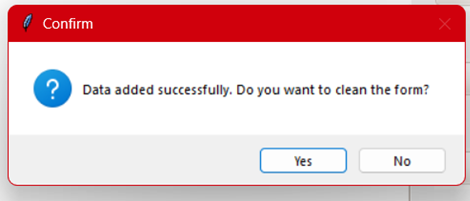 Confirm
Data added successfully. Do you want to clean the form?
Yes
No